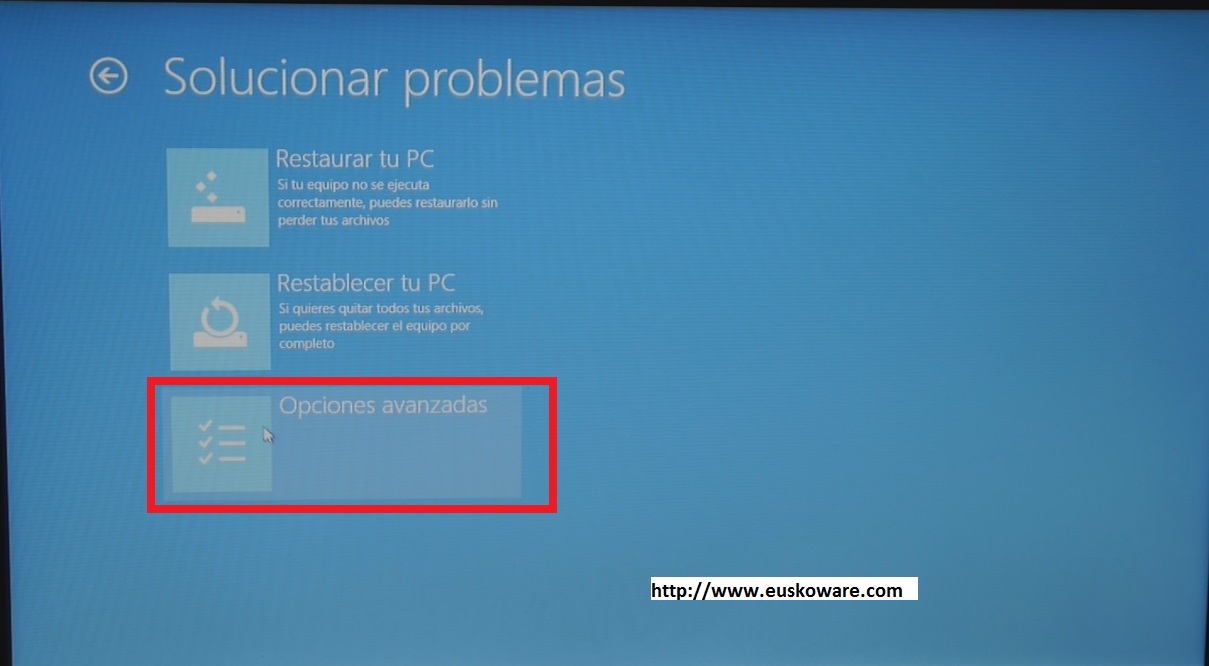 Solucionar problemas
Restaurar tu PC
Si tu equipo no se ejecuta
correctamente, puedes restaurarlo sin
perder tus archivos
Restablecer tu PC
Si quieres quitar todos tus archivos,
puedes restablecer el equipo por
completo
Opciones avanzadas
http://www.euskoware.com